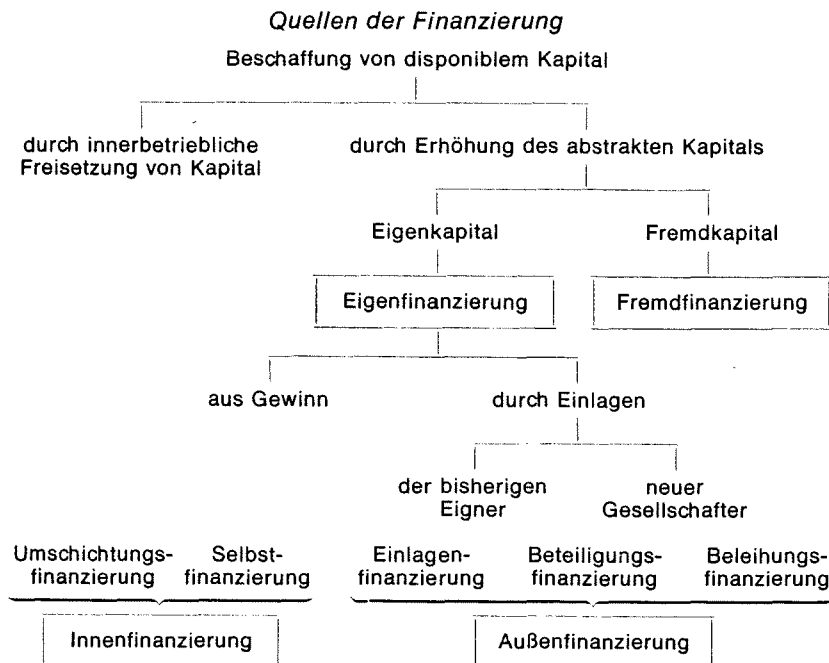 Quellen der Finanzierung
Beschaffung von disponiblem Kapital
durch innerbetriebliche
Freisetzung von Kapital
durch Erhöhung des abstrakten Kapitals
Eigenkapital
Fremdkapital
Eigenfinanzierung
Fremdfinanzierung
aus Gewinn
durch Einlagen
der bisherigen
Eigner
neuer
Gesellschafter
Umschichtungs-
finanzierung
Selbst-
finanzierung
Einlagen-
finanzierung
Beteiligungs-
finanzierung
Beleihungs-
finanzierung
Innenfinanzierung
Außenfinanzierung